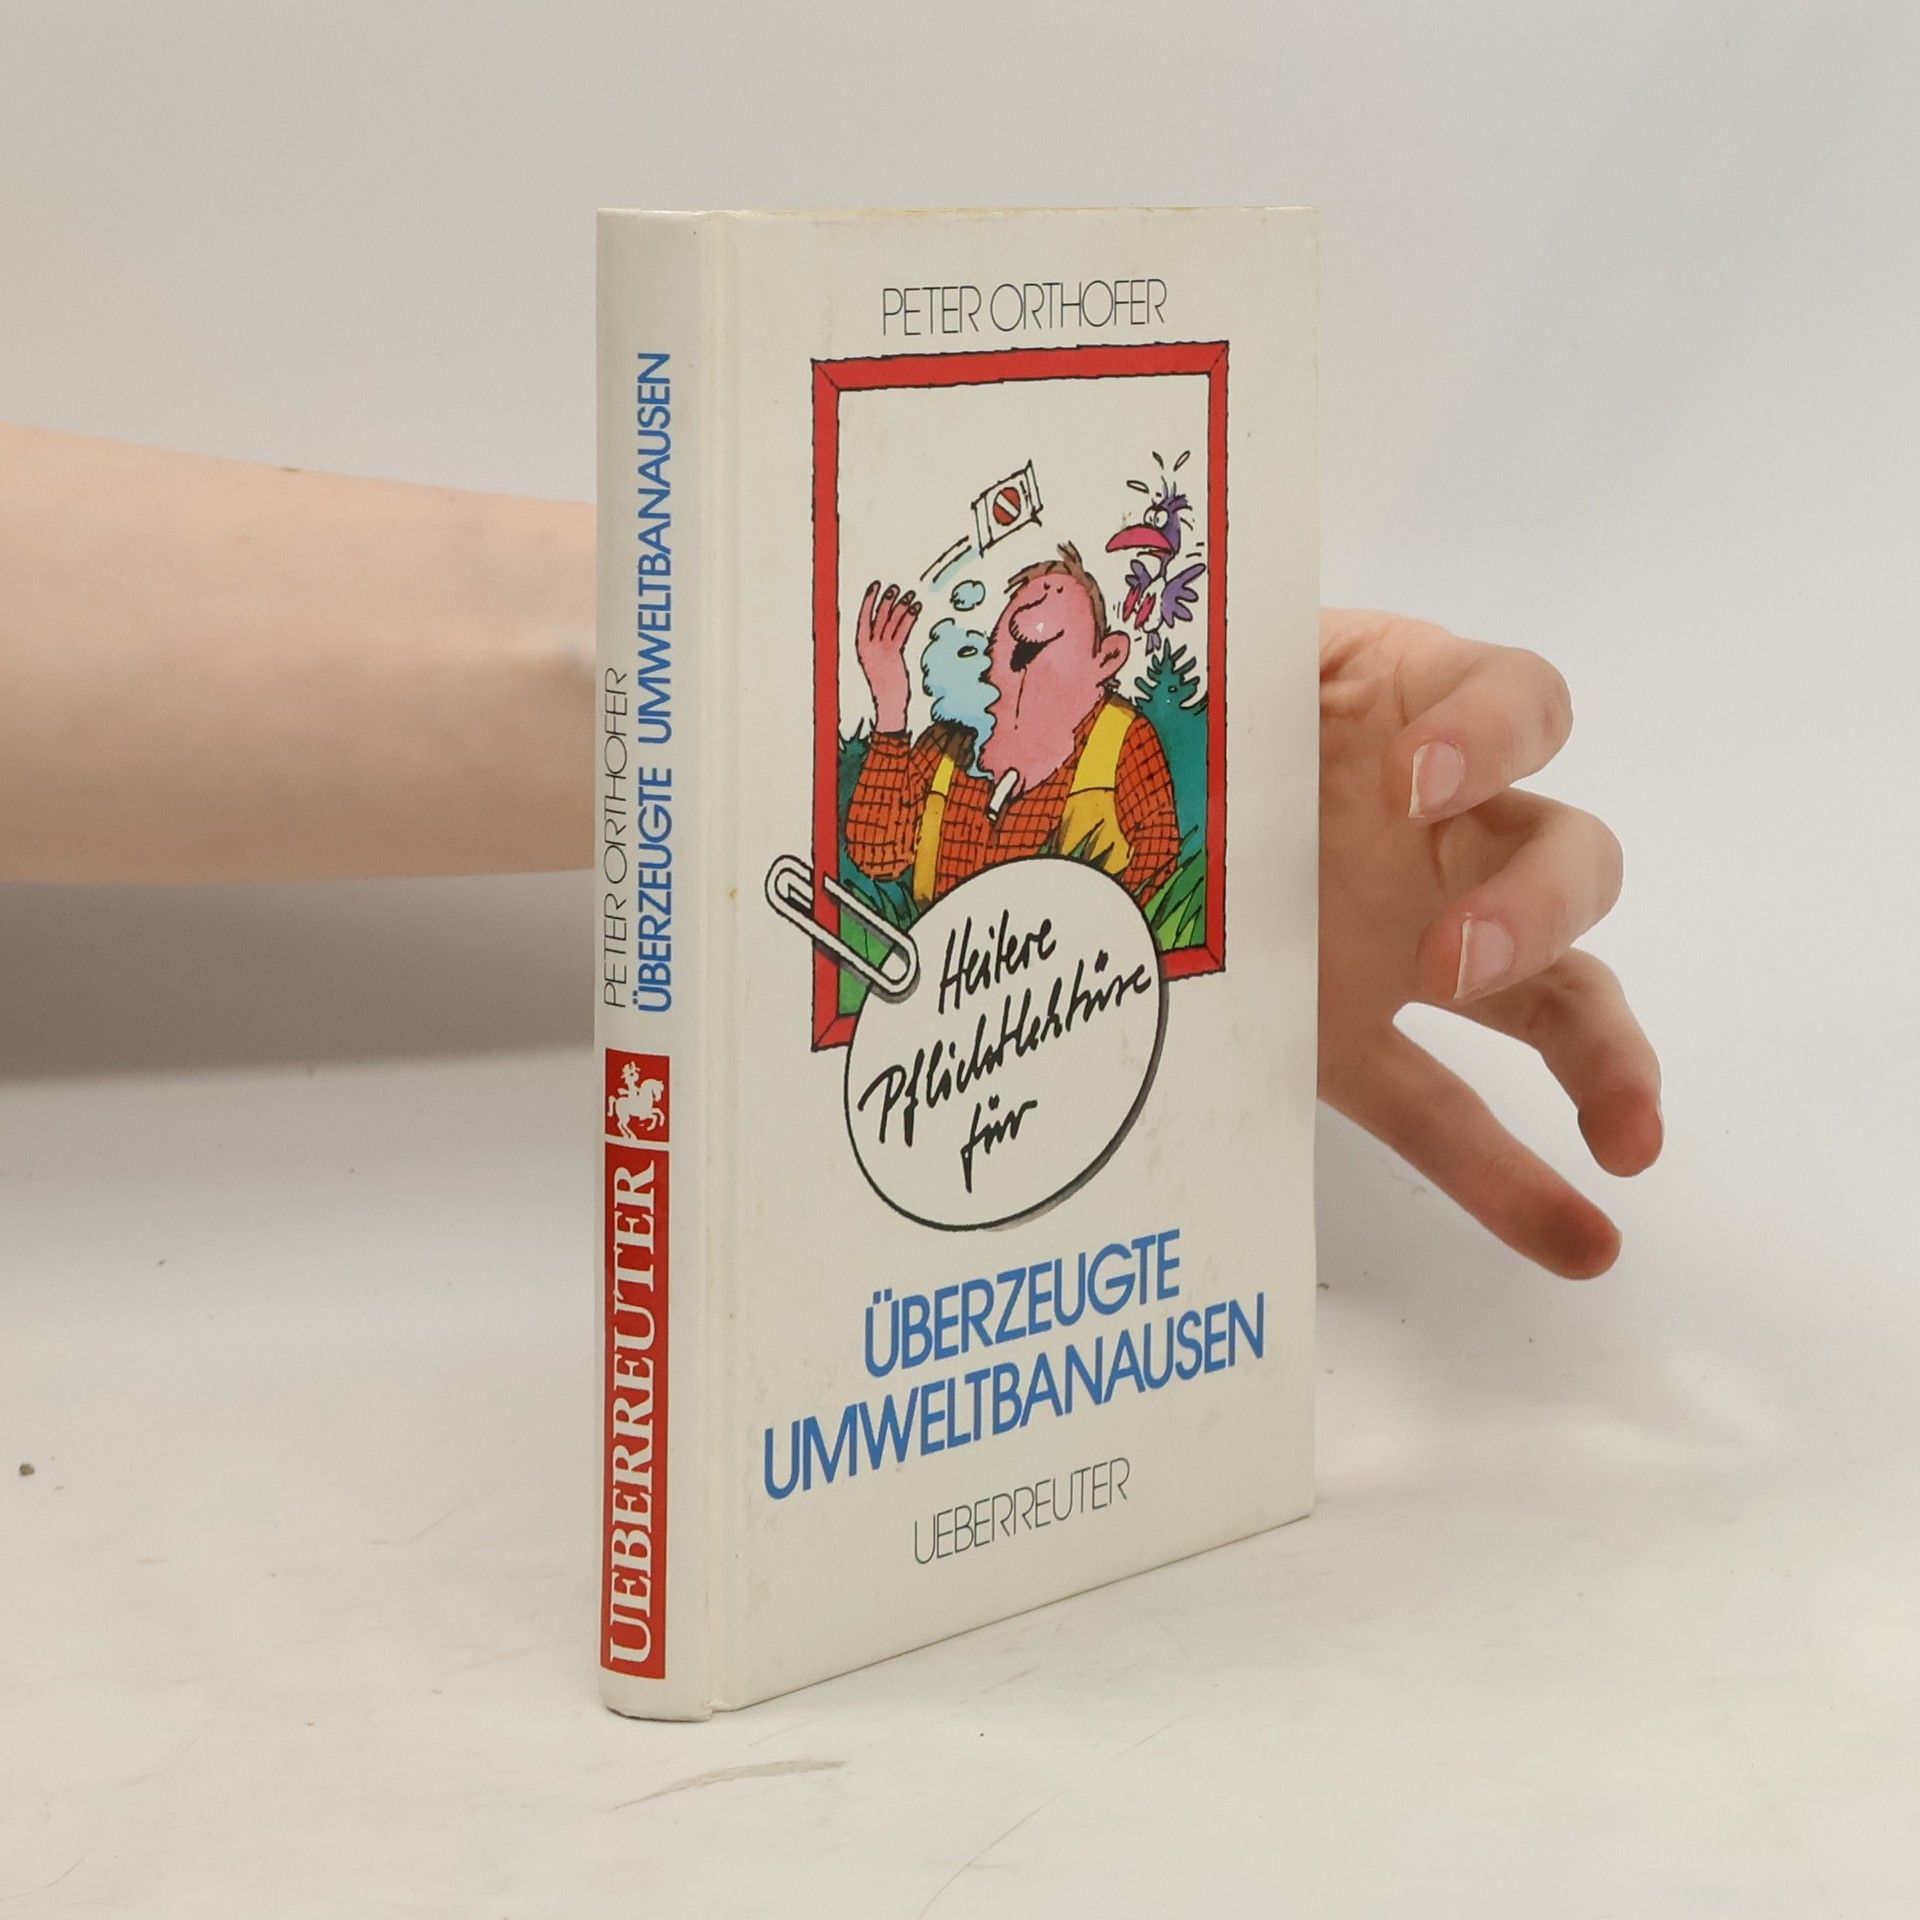 PETER ORTHOFER
Heitere
Pflichtlektüre
für
ÜBERZEUGTE
UMWELTBANAUSEN
UEBERREUTER
PETER ORTHOFER
ÜBERZEUGTE UMWELTBANAUSEN
UEBERREUTER